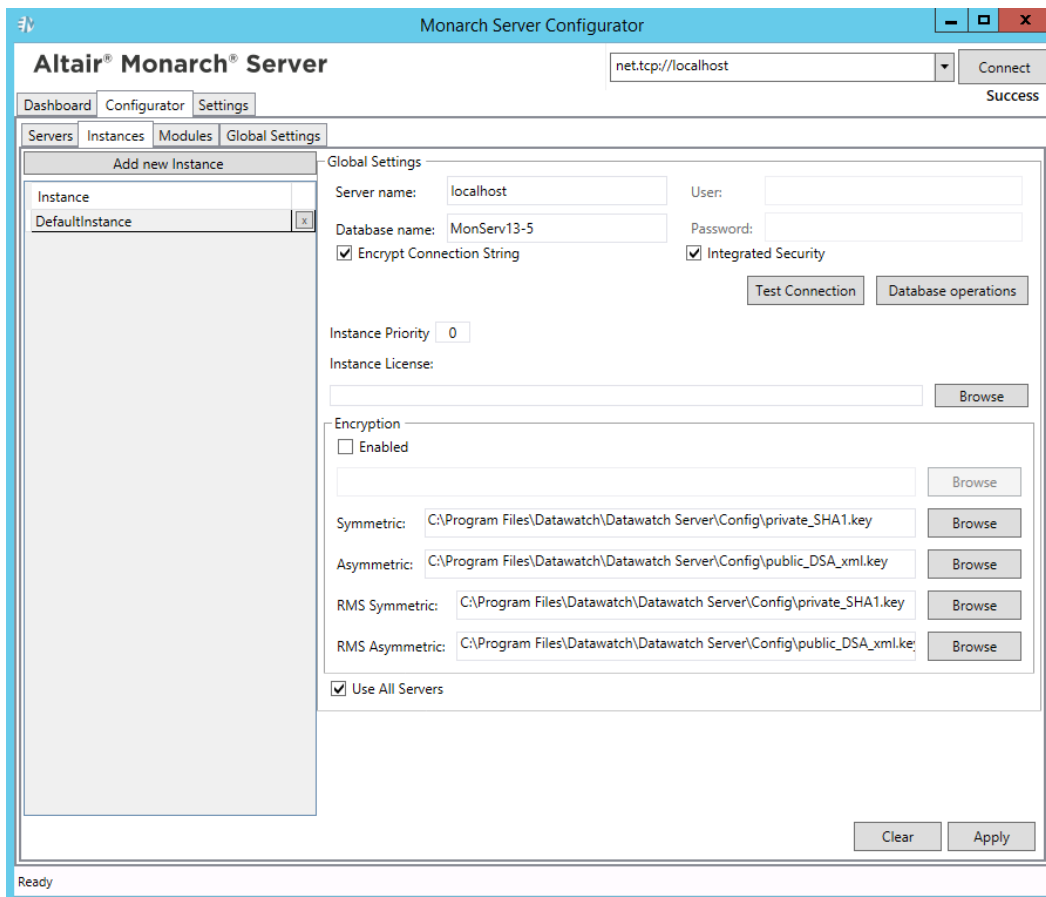 Monarch Server Configurator
Altair® Monarch® Server
net.tcp://localhost
Connect
Success
Dashboard Configurator Settings
Servers Instances Modules Global Settings
Add new Instance
Instance
DefaultInstance x
Global Settings
Server name: localhost User:
Database name: MonServ13-5 Password:
Encrypt Connection String Integrated Security
Test Connection Database operations
Instance Priority 0
Instance License:
Browse
Encryption
Enabled
Browse
Symmetric: C:\Program Files\Datawatch\Datawatch Server\Config\private_SHA1.key Browse
Asymmetric: C:\Program Files\Datawatch\Datawatch Server\Config\public_DSA_xml.key Browse
RMS Symmetric: C:\Program Files\Datawatch\Datawatch Server\Config\private_SHA1.key Browse
RMS Asymmetric: C:\Program Files\Datawatch\Datawatch Server\Config\public_DSA_xml.key Browse
Use All Servers
Clear Apply
Ready